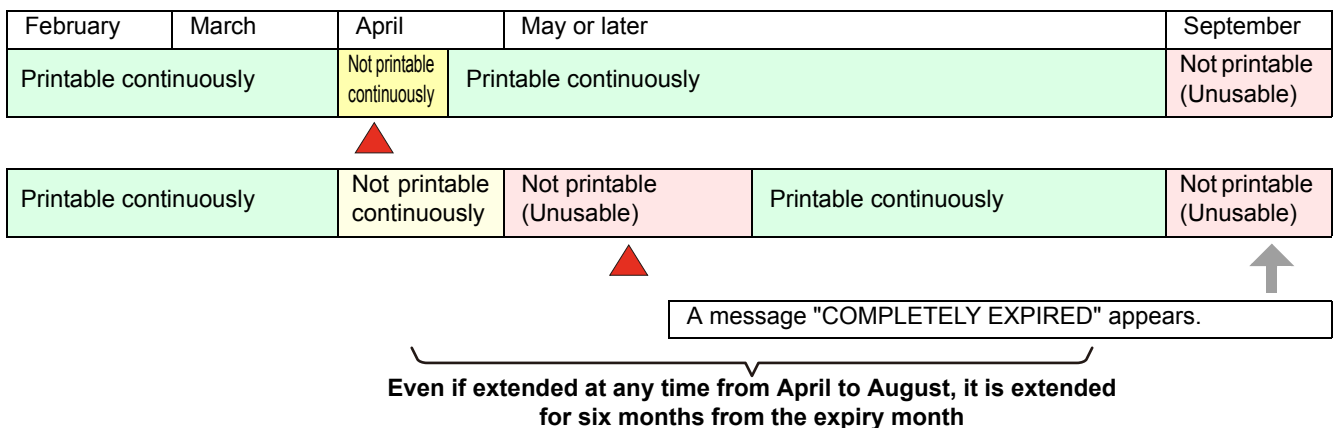 February March April May or later September
Printable continuously Not printable continuously Printable continuously Not printable (Unusable)
Printable continuously Not printable continuously Not printable (Unusable) Printable continuously Not printable (Unusable)
A message "COMPLETELY EXPIRED" appears.
Even if extended at any time from April to August, it is extended
for six months from the expiry month